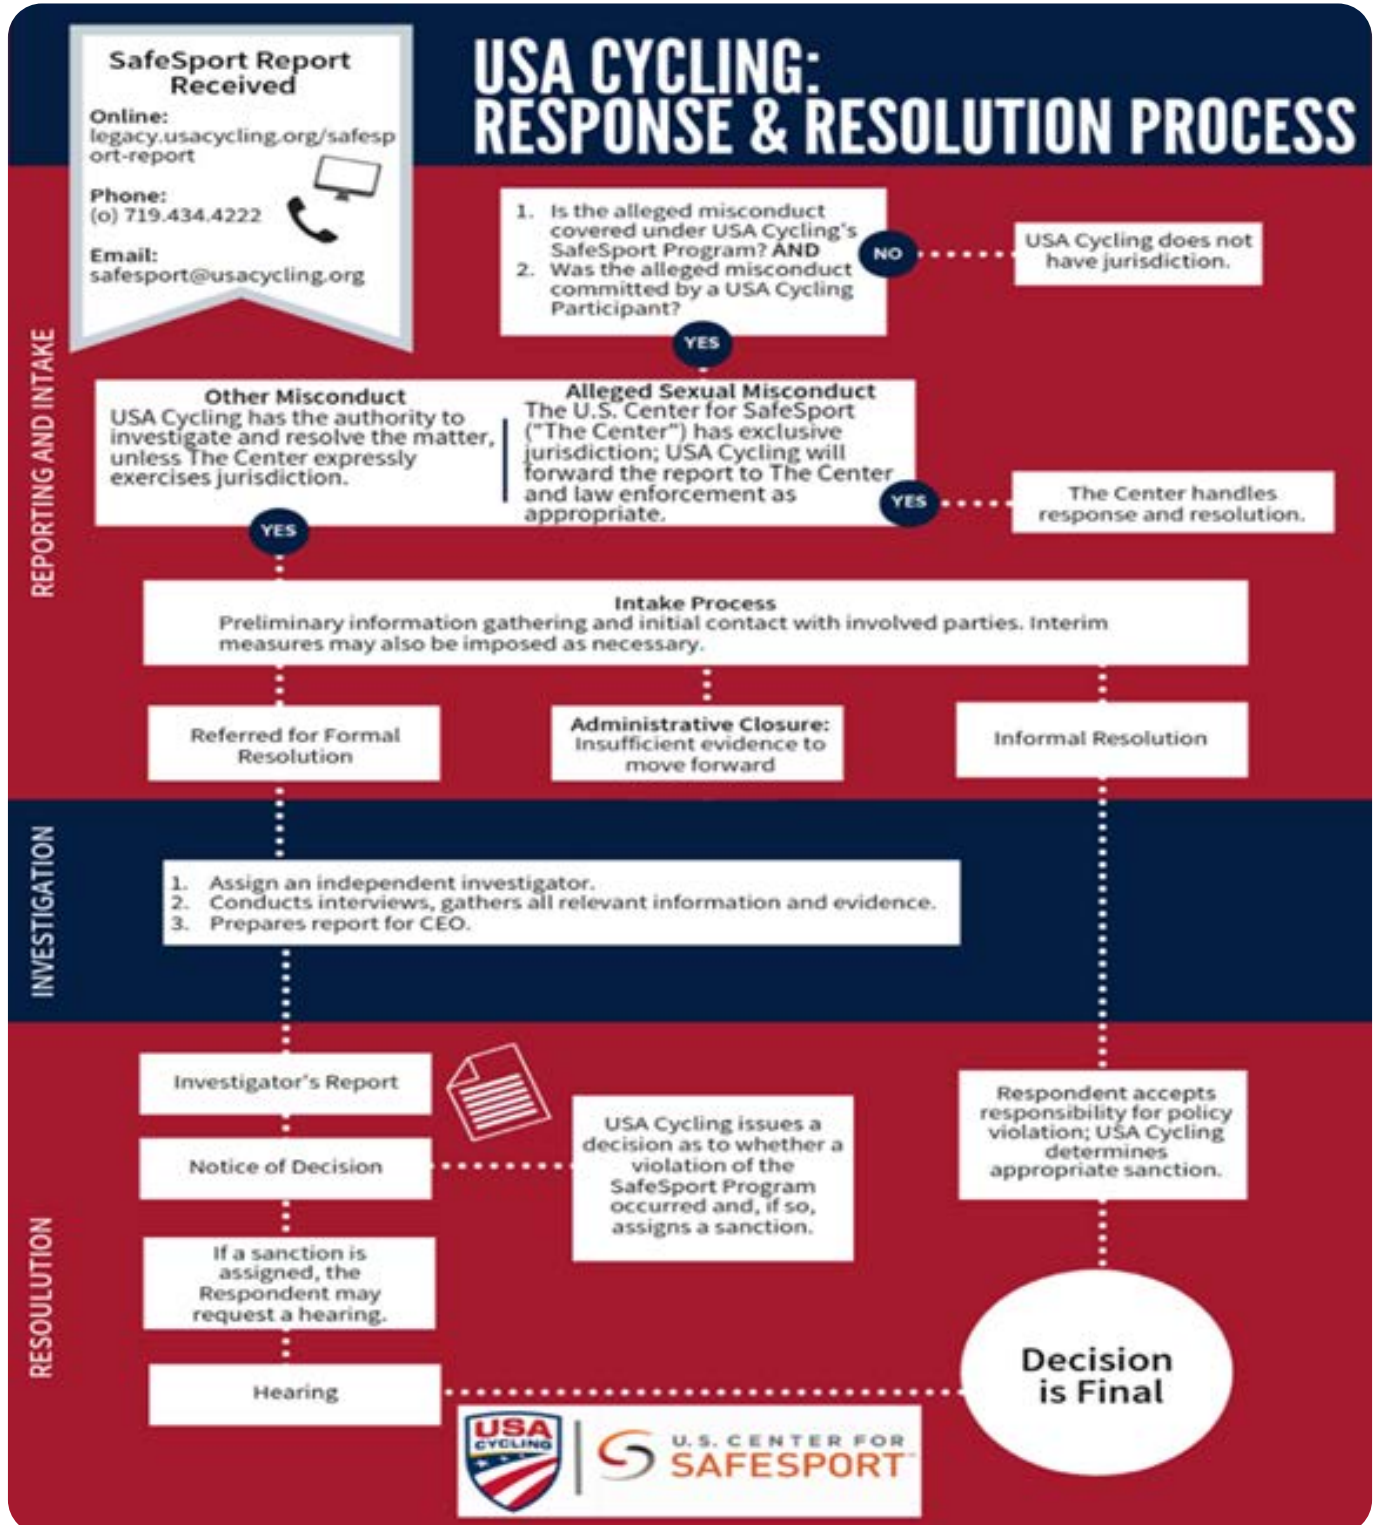 SafeSport Report
Received
Online:
legacy.usacycling.org/safesp
ort-report
Phone:
(o) 719.434.4222
Email:
safesport@usacycling.org
USA CYCLING:
RESPONSE & RESOLUTION PROCESS
REPORTING AND INTAKE
1. Is the alleged misconduct
covered under USA Cycling's
SafeSport Program? AND
2. Was the alleged misconduct
committed by a USA Cycling
Participant?
NO
USA Cycling does not
have jurisdiction.
YES
Other Misconduct
USA Cycling has the authority to
investigate and resolve the matter,
unless The Center expressly
exercises jurisdiction.
Alleged Sexual Misconduct
The U.S. Center for SafeSport
("The Center") has exclusive
jurisdiction; USA Cycling will
forward the report to The Center
and law enforcement as
appropriate.
YES
The Center handles
response and resolution.
YES
Intake Process
Preliminary information gathering and initial contact with involved parties. Interim
measures may also be imposed as necessary.
Referred for Formal
Resolution
Administrative Closure:
Insufficient evidence to
move forward
Informal Resolution
INVESTIGATION
1. Assign an independent investigator.
2. Conducts interviews, gathers all relevant information and evidence.
3. Prepares report for CEO.
RESOULUTION
Investigator's Report
Notice of Decision
USA Cycling issues a
decision as to whether a
violation of the
SafeSport Program
occurred and, if so,
assigns a sanction.
Respondent accepts
responsibility for policy
violation; USA Cycling
determines
appropriate sanction.
If a sanction is
assigned, the
Respondent may
request a hearing.
Hearing
Decision
is Final
USA
CYCLING
U.S. CENTER FOR
SAFESPORT